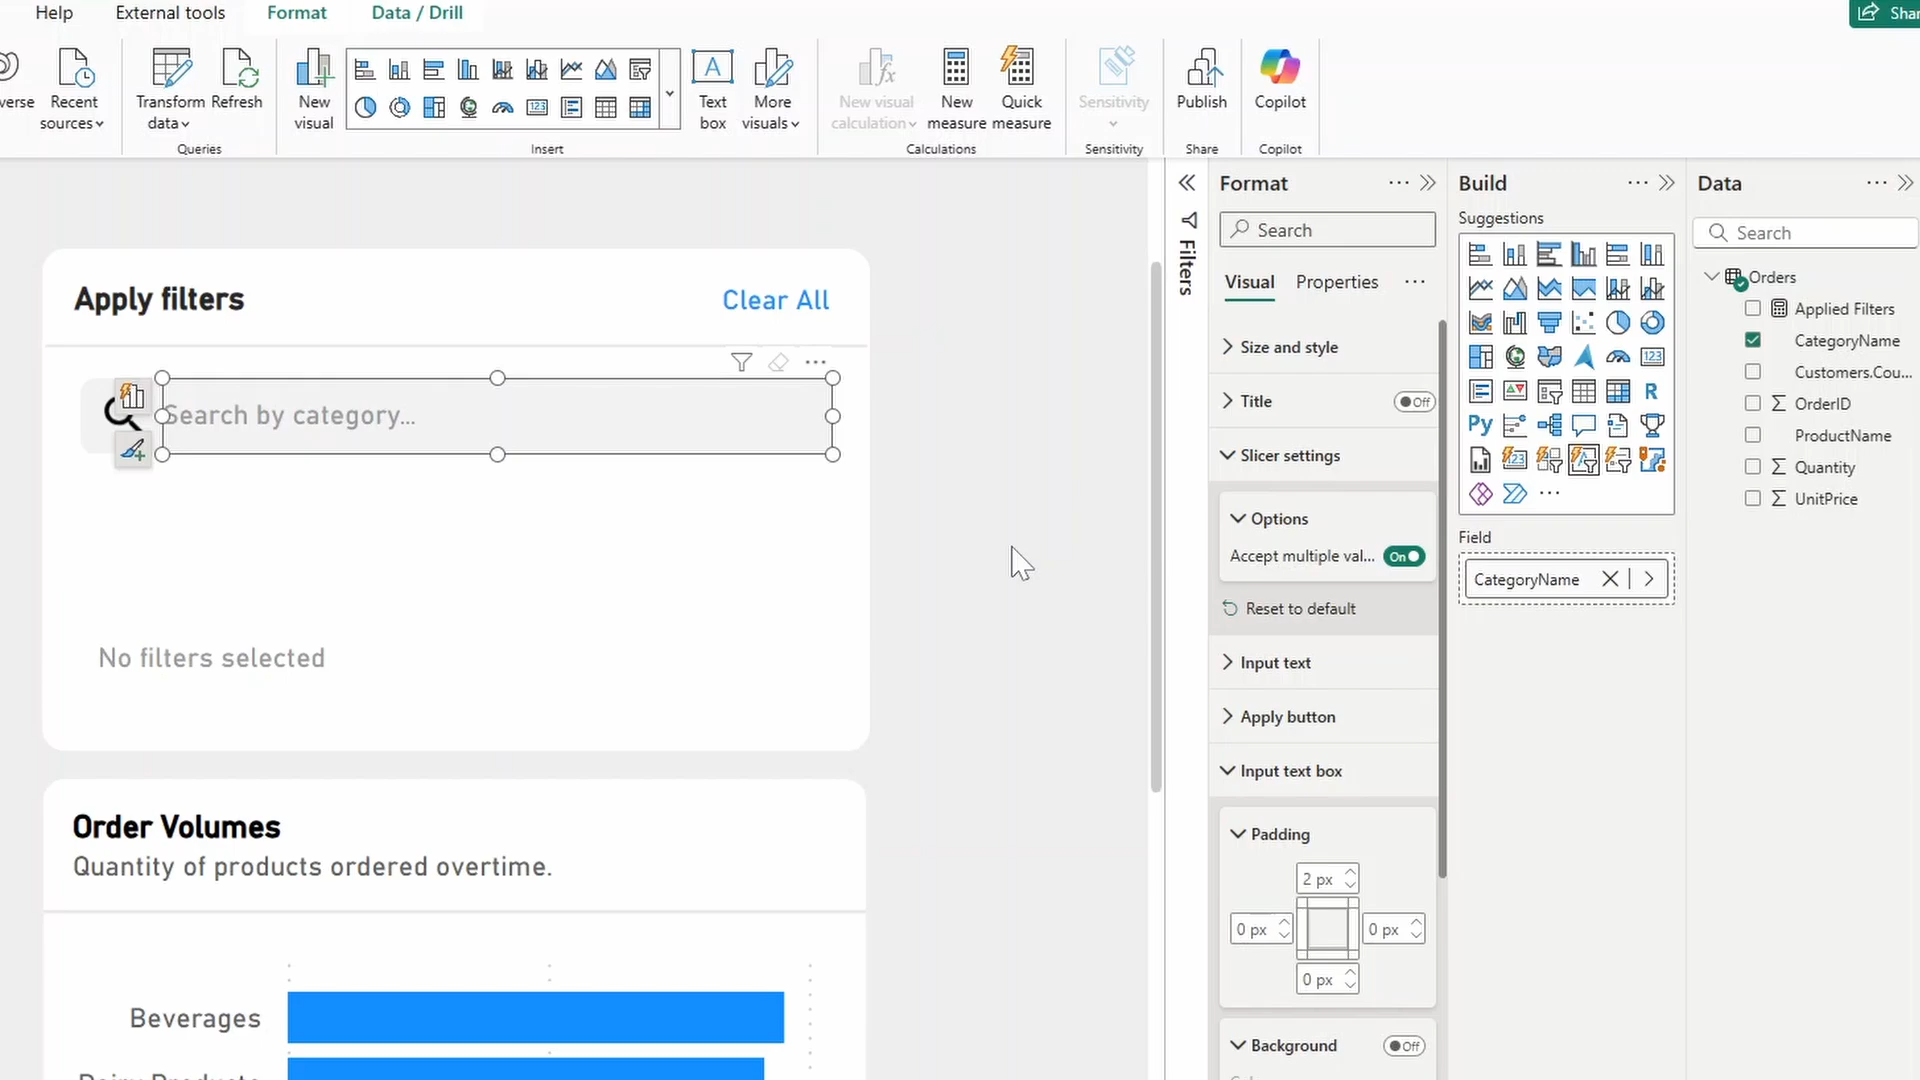 Help External tools Format Data / Drill
Shar
verse
Recent sources
Transform data
Refresh
Queries
New visual
Text box
More visuals
Insert
New visual calculation
New measure
Quick measure
Calculations
Sensitivity
Sensitivity
Publish
Share
Copilot
Copilot
Apply filters
Clear All
Search by category...
No filters selected
Order Volumes
Quantity of products ordered overtime.
Beverages
Dairy Products
Filters
Format
Search
Visual Properties
Size and style
Title Off
Slicer settings
Options
Accept multiple val... On
Reset to default
Input text
Apply button
Input text box
Padding
2 px
0 px 0 px
0 px
Background Off
Build
Suggestions
123
R
Py
123
Field
CategoryName
Data
Search
Orders
Applied Filters
CategoryName
Customers.Cou...
OrderID
ProductName
Quantity
UnitPrice